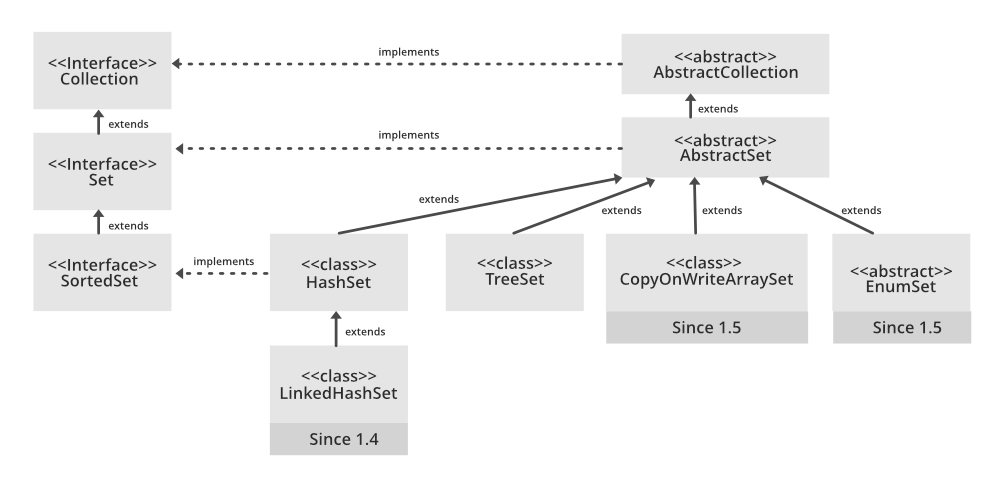 <<Interface>>
Collection
implements
<<abstract>>
AbstractCollection
extends
extends
<<Interface>>
Set
implements
<<abstract>>
AbstractSet
extends
extends
extends
extends
extends
<<Interface>>
SortedSet
implements
<<class>>
HashSet
<<class>>
TreeSet
<<class>>
CopyOnWriteArraySet
Since 1.5
<<abstract>>
EnumSet
Since 1.5
extends
<<class>>
LinkedHashSet
Since 1.4